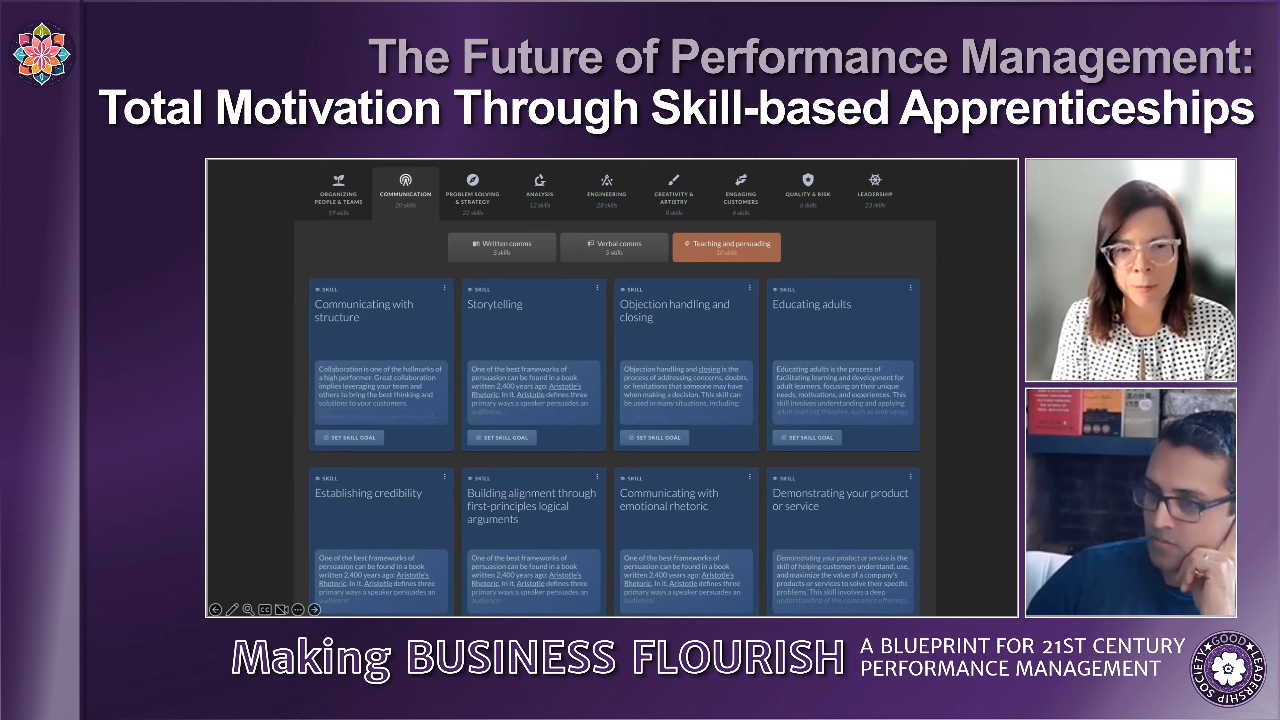 The Future of Performance Management:
Total Motivation Through Skill-based Apprenticeships
ORGANIZING
PEOPLE & TEAMS
19 skills
COMMUNICATION
20 skills
PROBLEM SOLVING
& STRATEGY
22 skills
ANALYSIS
12 skills
ENGINEERING
28 skills
CREATIVITY &
ARTISTRY
8 skills
ENGAGING
CUSTOMERS
6 skills
QUALITY & RISK
6 skills
LEADERSHIP
23 skills
Written comms
5 skills
Verbal comms
5 skills
Teaching and persuading
10 skills
SKILL
Communicating with
structure
Collaboration is one of the hallmarks of
a high performer. Great collaboration
implies leveraging your team and
others to bring the best thinking and
solutions to your customers.
SET SKILL GOAL
SKILL
Storytelling
One of the best frameworks of
persuasion can be found in a book
written 2,400 years ago: Aristotle's
Rhetoric. In it, Aristotle defines three
primary ways a speaker persuades an
audience.
SET SKILL GOAL
SKILL
Objection handling and
closing
Objection handling and closing is the
process of addressing concerns, doubts,
or hesitations that someone may have
when making a decision. This skill can
be used in many situations, including:
SET SKILL GOAL
SKILL
Educating adults
Educating adults is the process of
facilitating learning and development for
adult learners, focusing on their unique
needs, motivations, and experiences. This
skill involves understanding and applying
adult learning theories, such as andragogy,
SET SKILL GOAL
SKILL
Establishing credibility
One of the best frameworks of
persuasion can be found in a book
written 2,400 years ago: Aristotle's
Rhetoric. In it, Aristotle defines three
primary ways a speaker persuades an
audience.
SKILL
Building alignment through
first-principles logical
arguments
One of the best frameworks of
persuasion can be found in a book
written 2,400 years ago: Aristotle's
Rhetoric. In it, Aristotle defines three
primary ways a speaker persuades an
audience.
SKILL
Communicating with
emotional rhetoric
One of the best frameworks of
persuasion can be found in a book
written 2,400 years ago: Aristotle's
Rhetoric. In it, Aristotle defines three
primary ways a speaker persuades an
audience.
SKILL
Demonstrating your product
or service
Demonstrating your product or service is the
skill of helping customers understand, use,
and maximize the value of a company's
products or services to solve their specific
problems. This skill involves a deep
understanding of the company's offerings,
Making BUSINESS FLOURISH
A BLUEPRINT FOR 21ST CENTURY
PERFORMANCE MANAGEMENT
GOOD LEADERSHIP SOCIETY